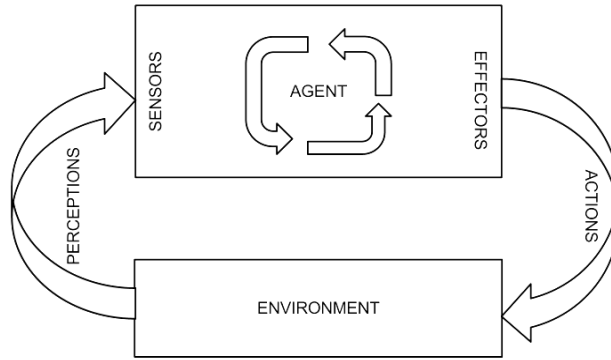 SENSORS
AGENT
EFFECTORS
PERCEPTIONS
ACTIONS
ENVIRONMENT